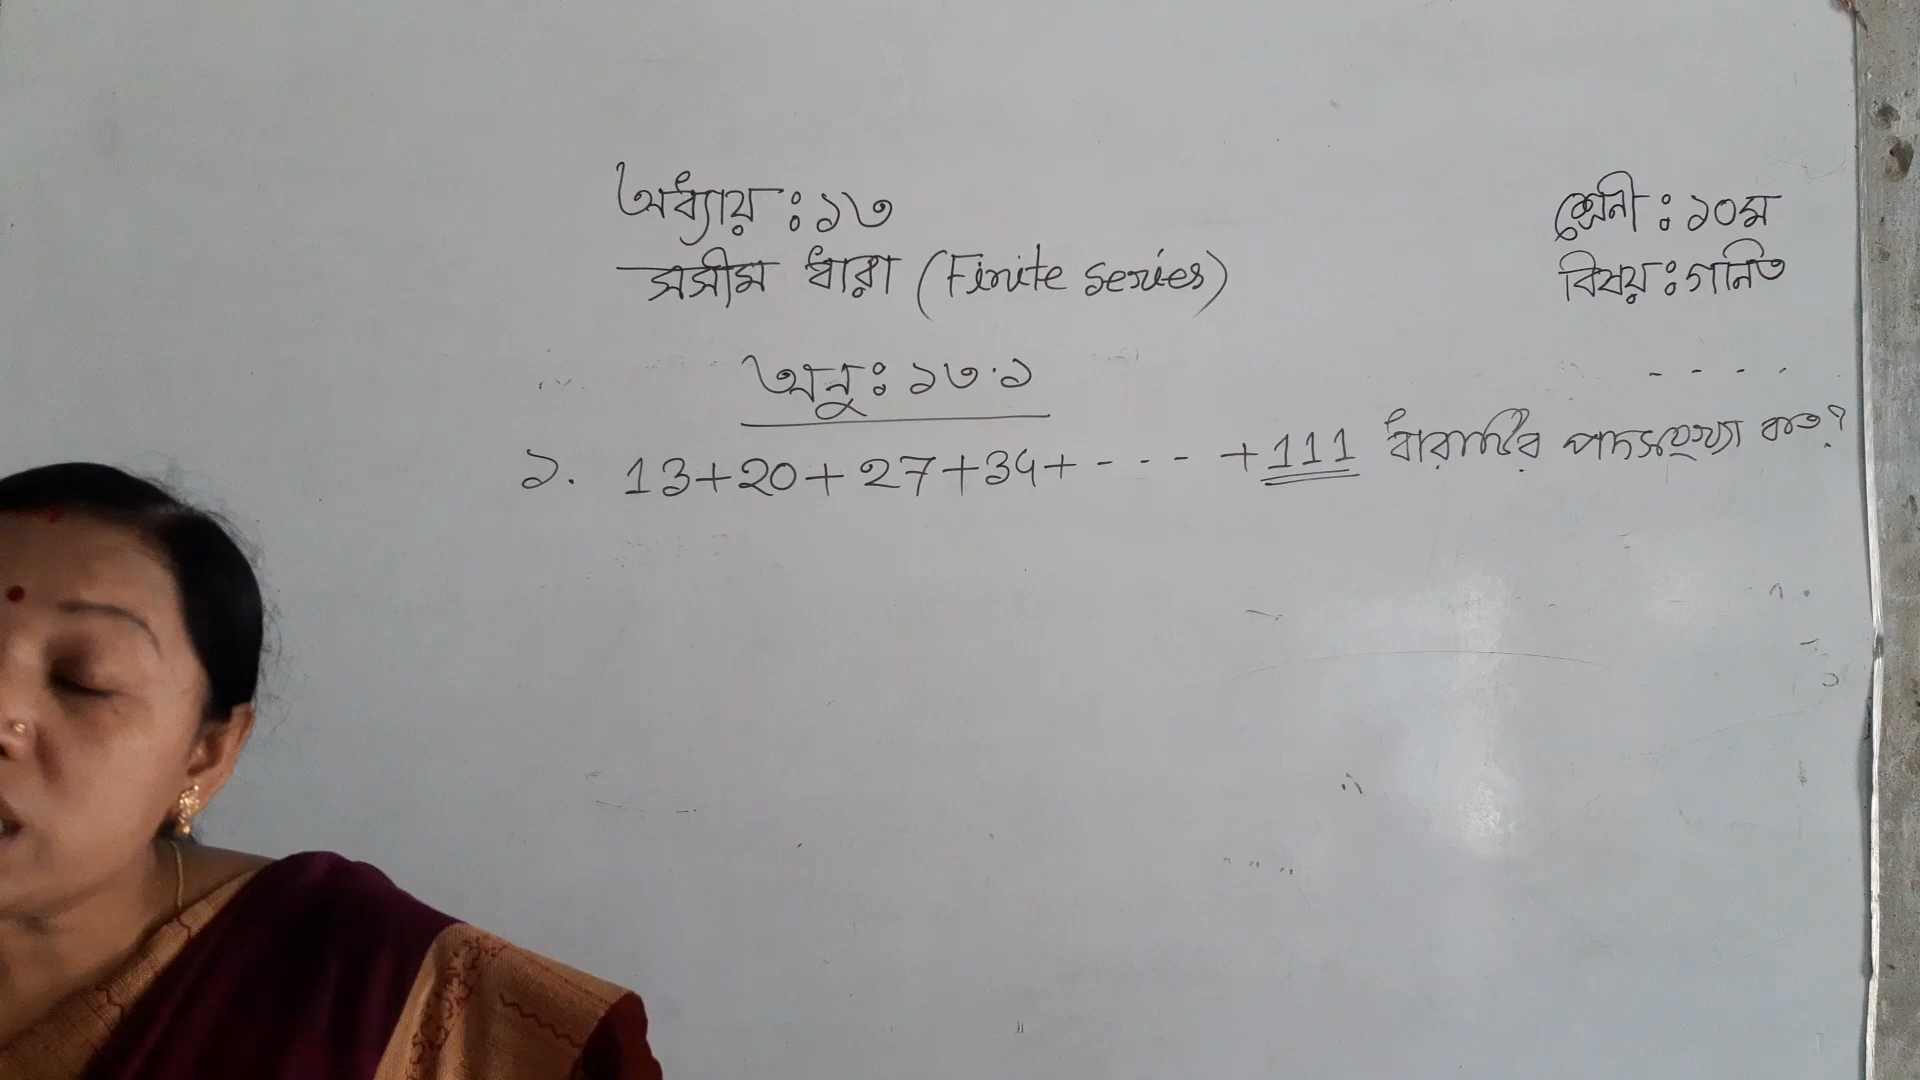 অধ্যায় : ১৩
সসীম ধারা (Finite series)
শ্রেনী : ১০ম
বিষয় : গনিত
অনু : ১৩.১
১. 13+20+27+34+ - - - - +111 ধারাটির পদসংখ্যা কত?